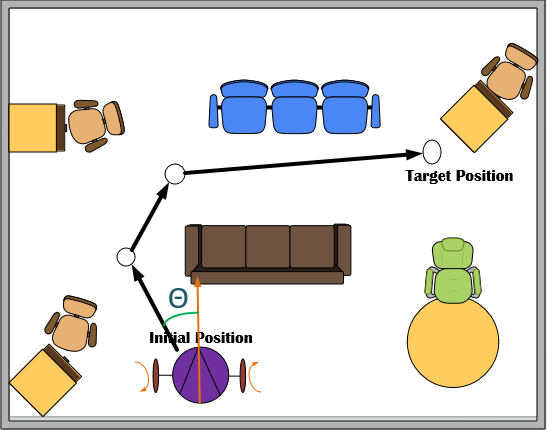 Target Position
Θ
Initial Position